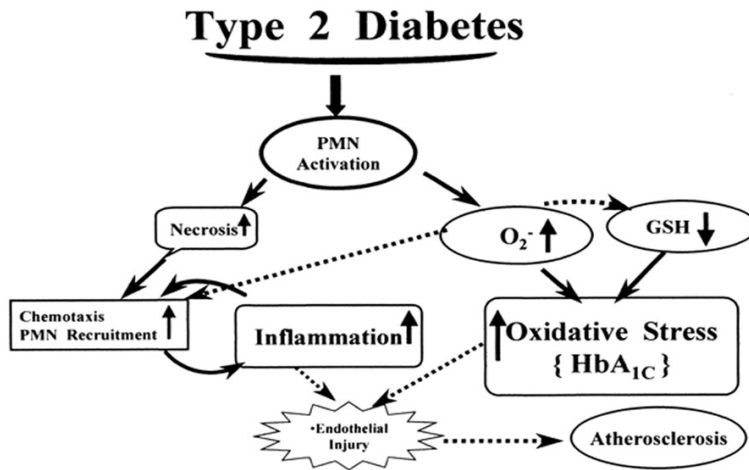 Type 2 Diabetes
PMN
Activation
Necrosis
O₂⁻
GSH
Chemotaxis
PMN Recruitment
Inflammation
Oxidative Stress
{ HbA₁C }
•Endothelial
Injury
Atherosclerosis